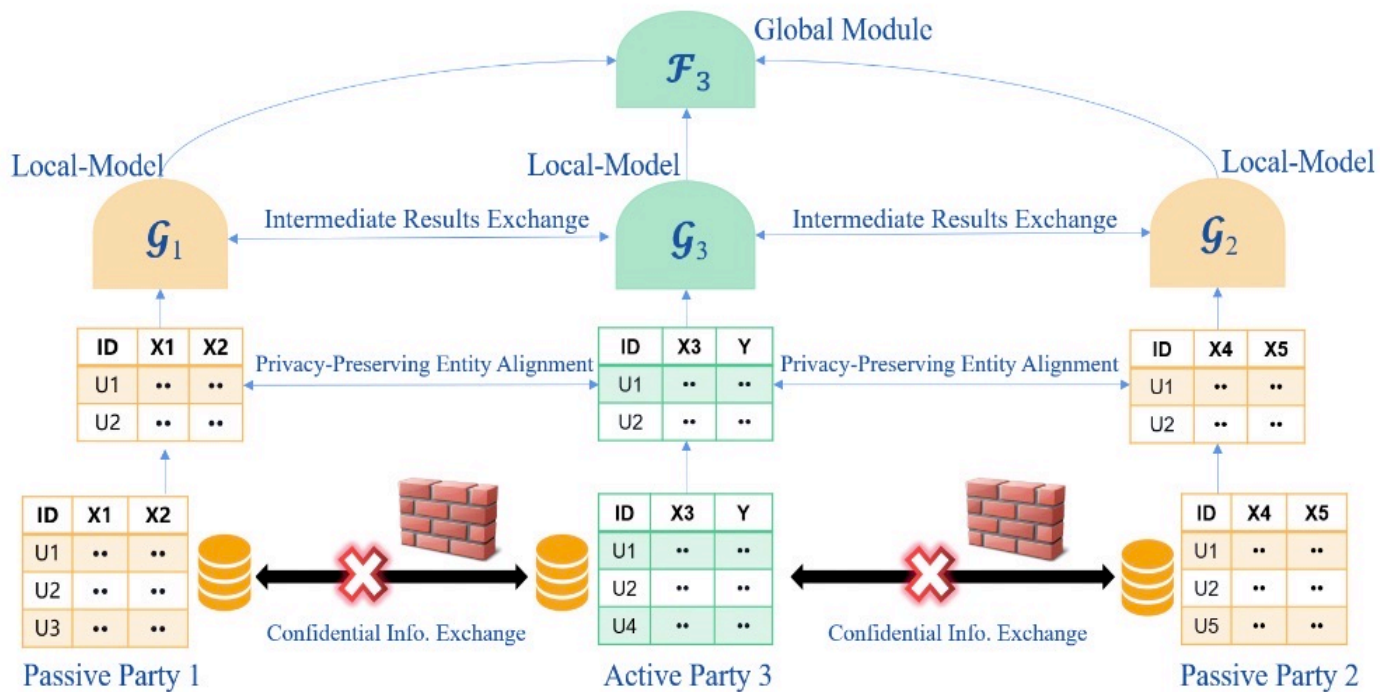 Global Module
𝓕3
Local-Model
Local-Model
Local-Model
𝓖1
Intermediate Results Exchange
𝓖3
Intermediate Results Exchange
𝓖2
ID X1 X2
U1 •• ••
U2 •• ••
Privacy-Preserving Entity Alignment
ID X3 Y
U1 •• ••
U2 •• ••
Privacy-Preserving Entity Alignment
ID X4 X5
U1 •• ••
U2 •• ••
ID X1 X2
U1 •• ••
U2 •• ••
U3 •• ••
Confidential Info. Exchange
ID X3 Y
U1 •• ••
U2 •• ••
U4 •• ••
Confidential Info. Exchange
ID X4 X5
U1 •• ••
U2 •• ••
U5 •• ••
Passive Party 1
Active Party 3
Passive Party 2